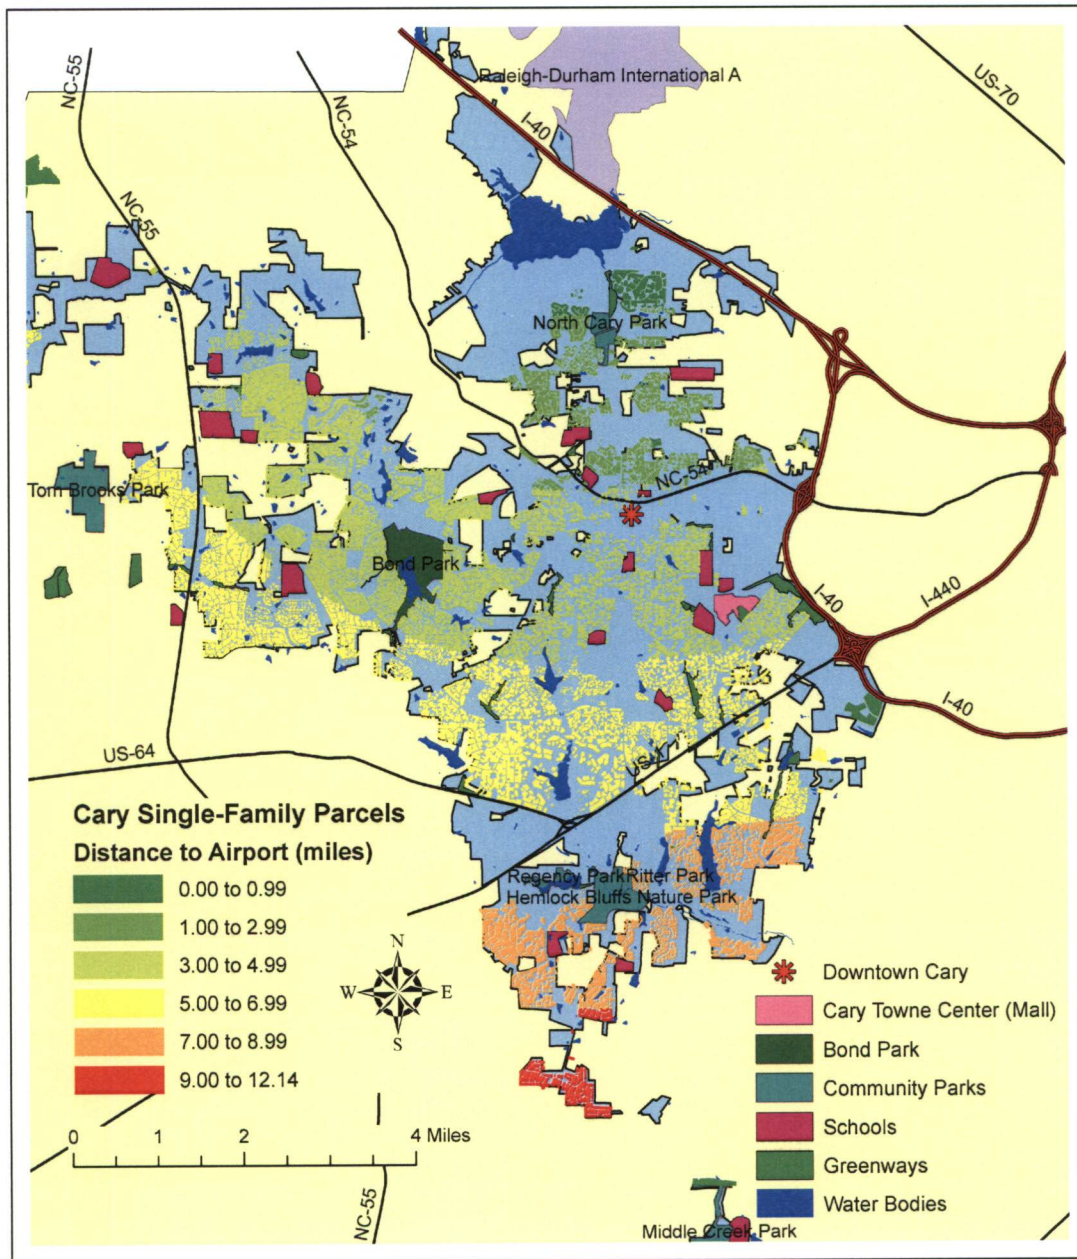 Raleigh-Durham International A
US-70
NC-55
NC-54
I-40
NC-55
North Cary Park
NC-54
Tom Brooks Park
Bond Park
I-40
I-440
I-40
US-64
US-1
Cary Single-Family Parcels
Distance to Airport (miles)
0.00 to 0.99
1.00 to 2.99
3.00 to 4.99
5.00 to 6.99
7.00 to 8.99
9.00 to 12.14
0 1 2 4 Miles
Regency Park Ritter Park
Hemlock Bluffs Nature Park
N
W E
S
Downtown Cary
Cary Towne Center (Mall)
Bond Park
Community Parks
Schools
Greenways
Water Bodies
NC-55
Middle Creek Park